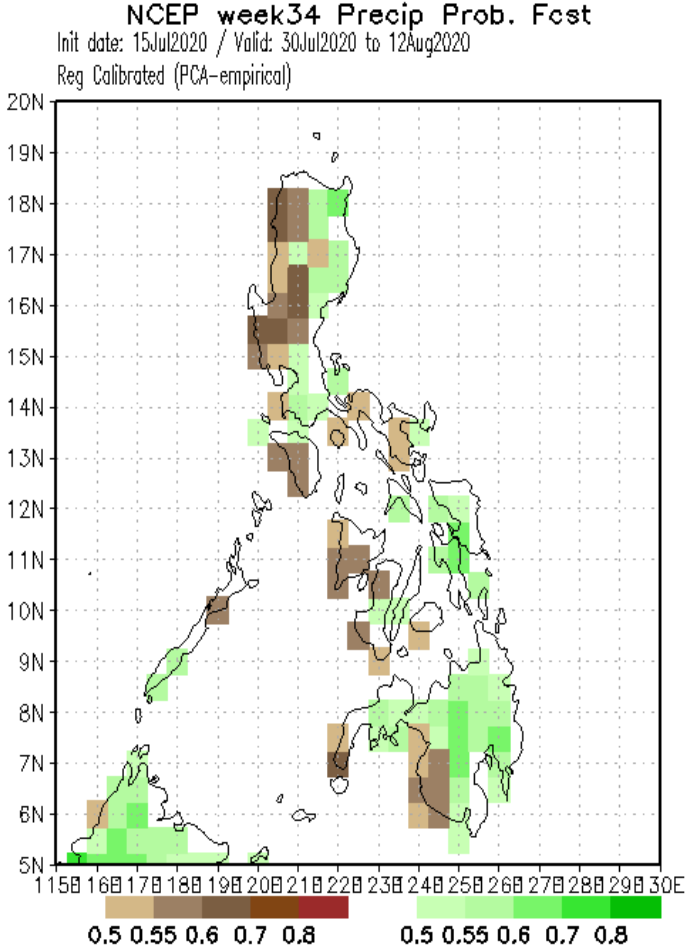 NCEP week34 Precip Prob. Fcst
Init date: 15Jul2020 / Valid: 30Jul2020 to 12Aug2020
Reg Calibrated (PCA-empirical)
20N
19N
18N
17N
16N
15N
14N
13N
12N
11N
10N
9N
8N
7N
6N
5N
115E 116E 117E 118E 119E 120E 121E 122E 123E 124E 125E 126E 127E 128E 129E 130E
0.5 0.55 0.6 0.7 0.8 0.5 0.55 0.6 0.7 0.8